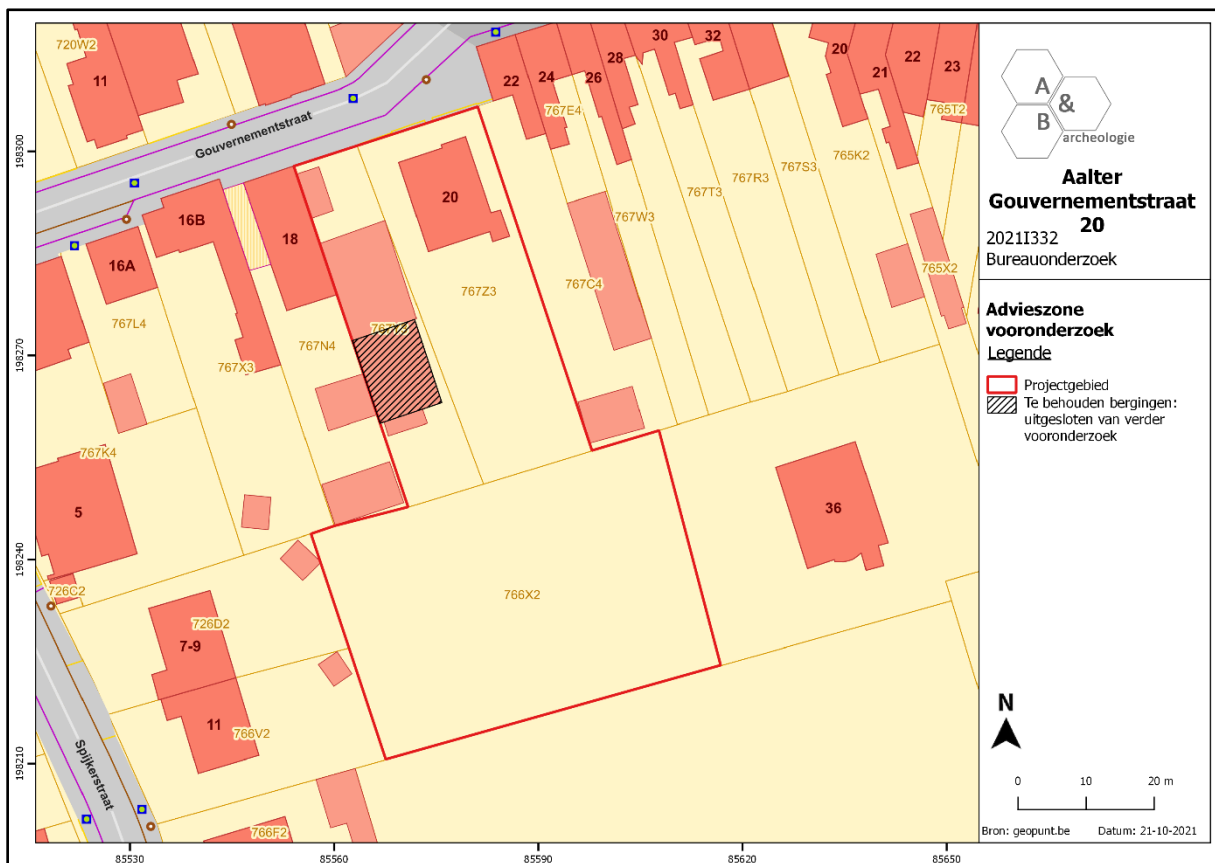 720W2
11
Gouvernementstraat
22
24
26
28
30
32
20
21
22
23
767E4
765T2
765K2
767S3
767R3
767T3
767W3
20
16B
18
16A
767L4
767X3
767N4
767Z3
767C4
765X2
767K4
5
726C2
726D2
7-9
11
766V2
766X2
36
766F2
Spijkerstraat
198300
198270
198240
198210
85530
85560
85590
85620
85650
A
&
B
archeologie
Aalter
Gouvernementstraat
20
2021I332
Bureauonderzoek
Advieszone
vooronderzoek
Legende
Projectgebied
Te behouden bergingen:
uitgesloten van verder
vooronderzoek
N
0 10 20 m
Bron: geopunt.be Datum: 21-10-2021